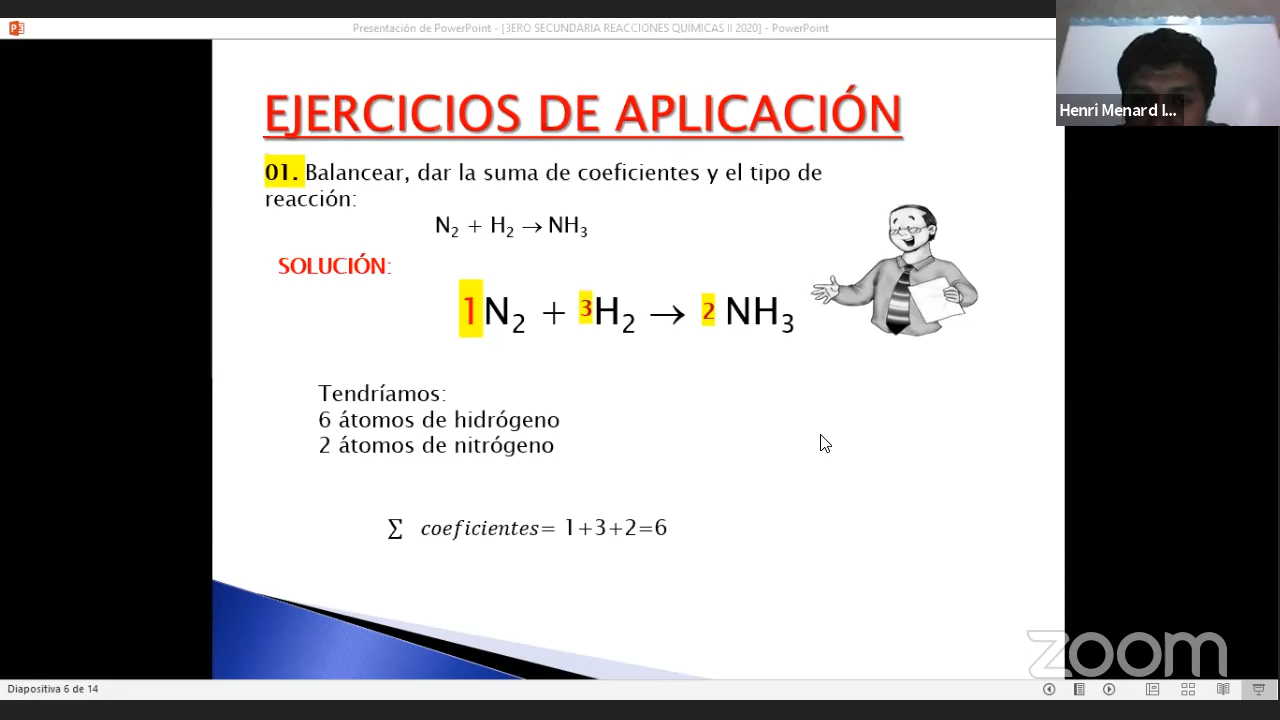 Presentación de PowerPoint - [3ERO SECUNDARIA REACCIONES QUÍMICAS II 2020] - PowerPoint
Henri Menard I...
EJERCICIOS DE APLICACIÓN
01. Balancear, dar la suma de coeficientes y el tipo de
reacción:
N₂ + H₂ → NH₃
SOLUCIÓN:
1N₂ + 3H₂ → 2 NH₃
Tendríamos:
6 átomos de hidrógeno
2 átomos de nitrógeno
∑ coeficientes= 1+3+2=6
zoom
Diapositiva 6 de 14